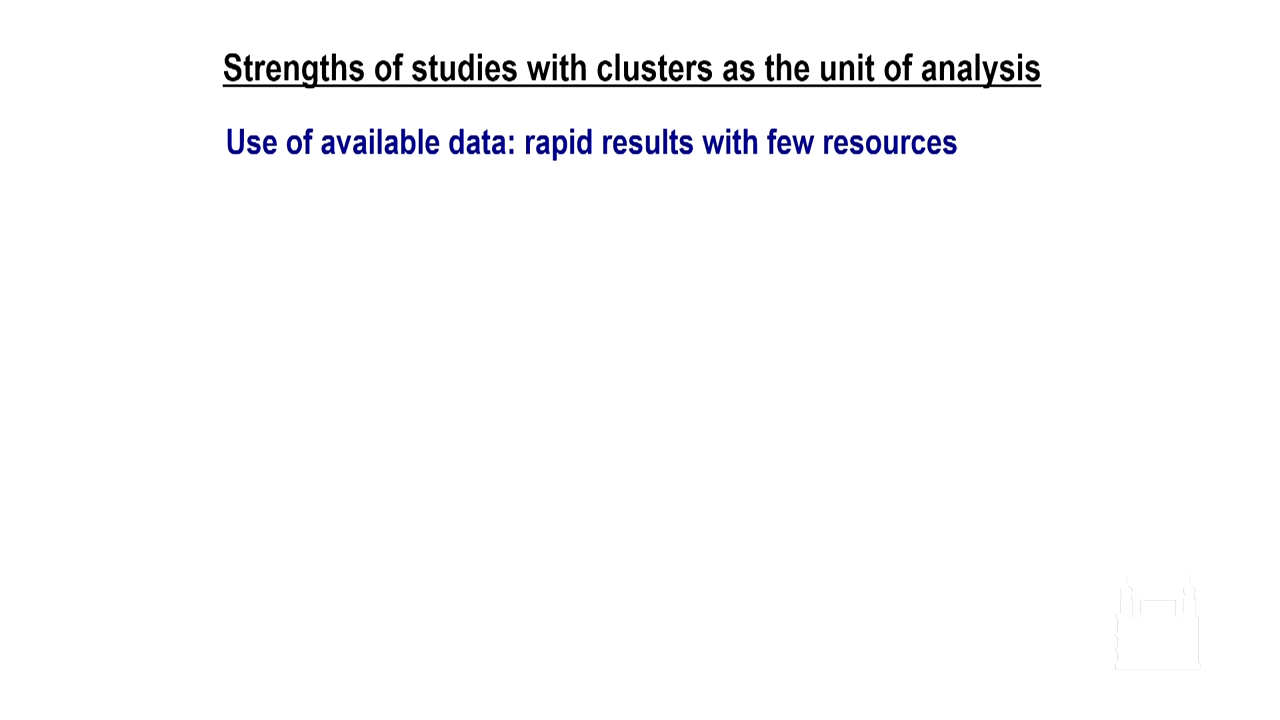 Strengths of studies with clusters as the unit of analysis
Use of available data: rapid results with few resources